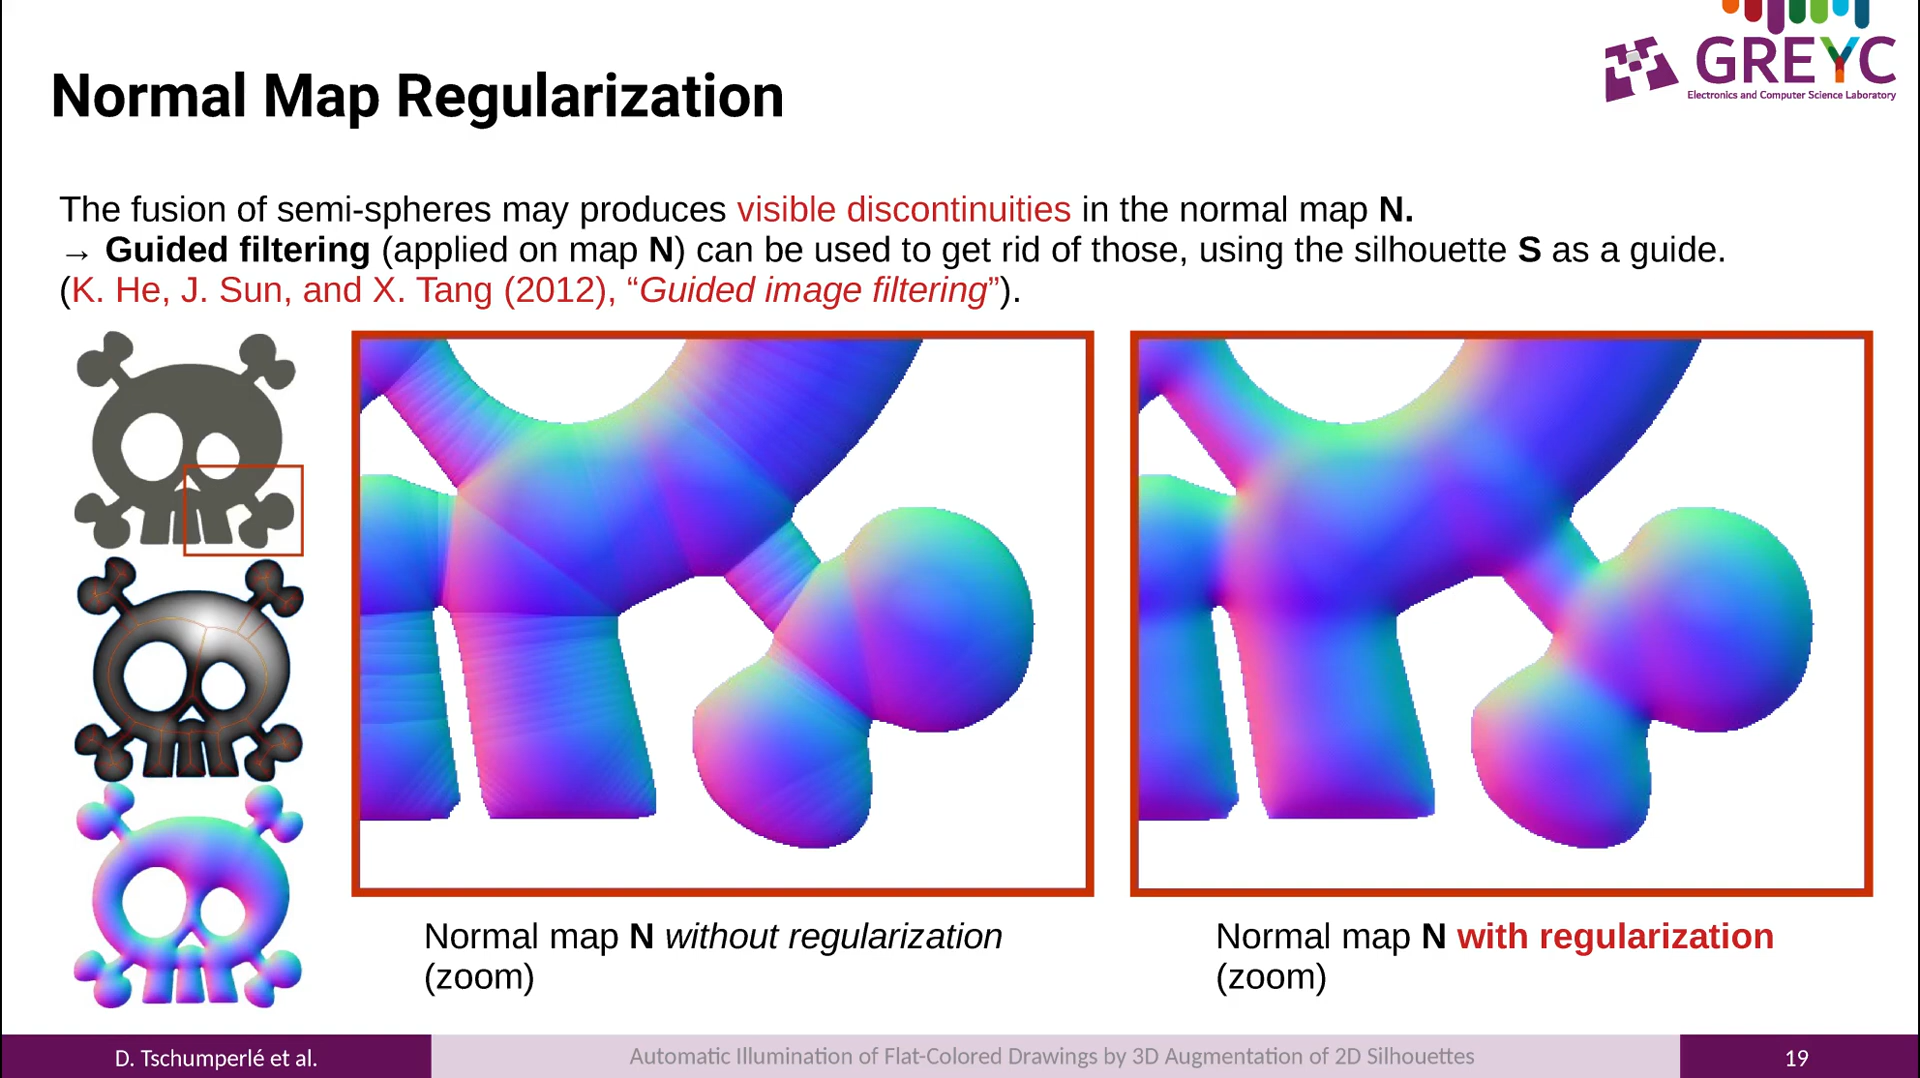 GREYC
Electronics and Computer Science Laboratory
Normal Map Regularization
The fusion of semi-spheres may produces visible discontinuities in the normal map N.
→ Guided filtering (applied on map N) can be used to get rid of those, using the silhouette S as a guide.
(K. He, J. Sun, and X. Tang (2012), “Guided image filtering”).
Normal map N without regularization
(zoom)
Normal map N with regularization
(zoom)
D. Tschumperlé et al.
Automatic Illumination of Flat-Colored Drawings by 3D Augmentation of 2D Silhouettes
19